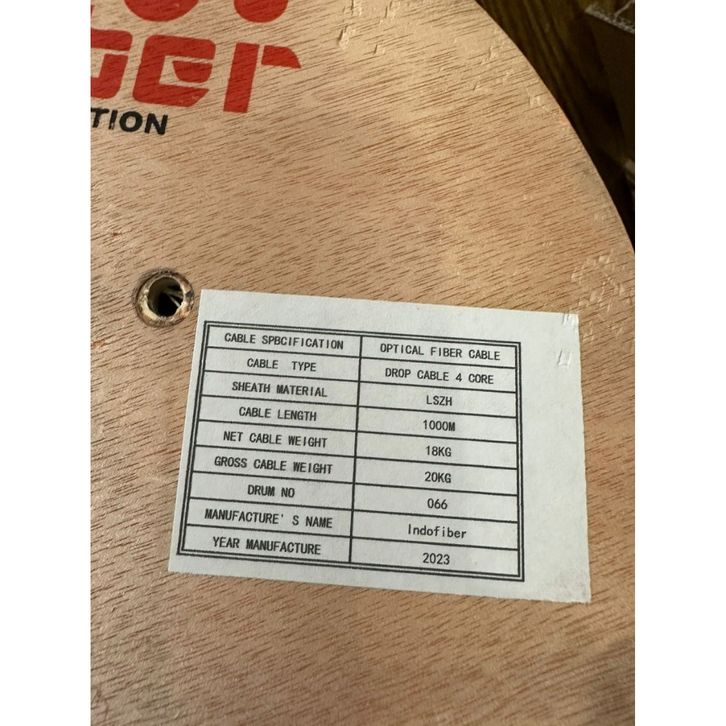 TION
CABLE SPBCIFICATION OPTICAL FIBER CABLE
CABLE TYPE DROP CABLE 4 CORE
SHEATH MATERIAL LSZH
CABLE LENGTH 1000M
NET CABLE WEIGHT 18KG
GROSS CABLE WEIGHT 20KG
DRUM NO 066
MANUFACTURE' S NAME Indofiber
YEAR MANUFACTURE 2023